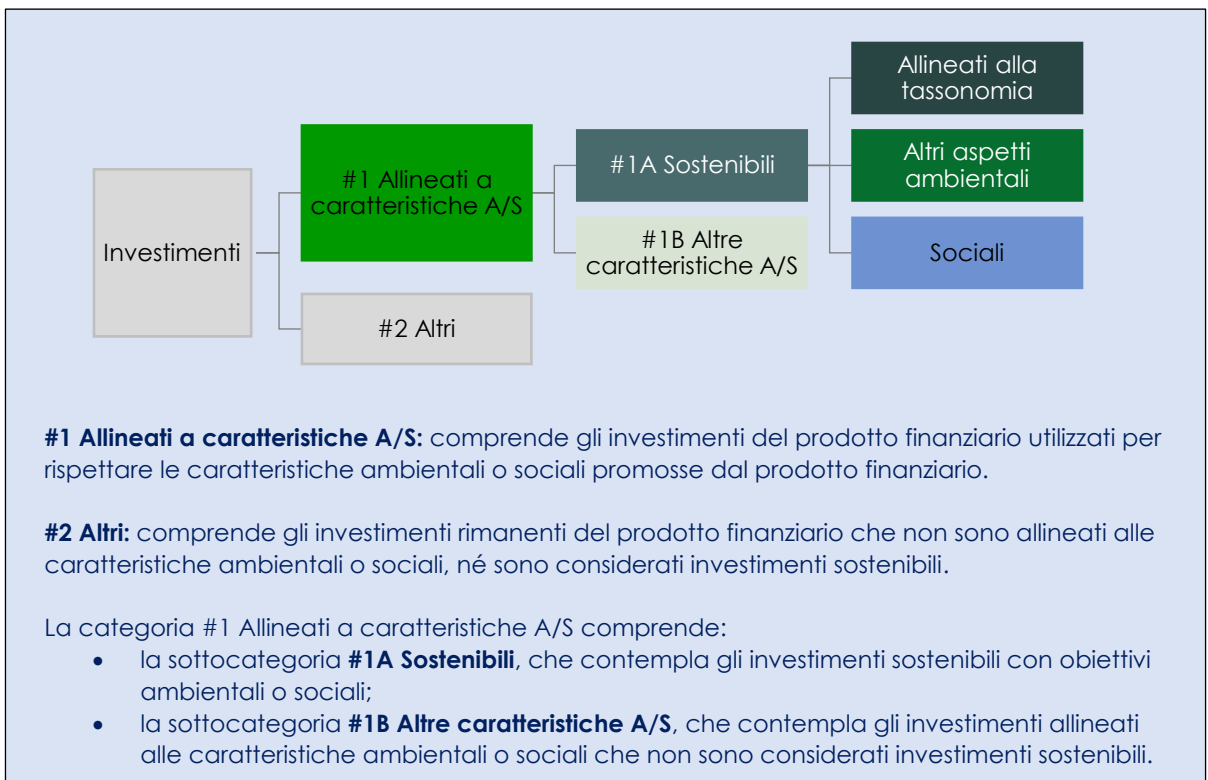 Allineati alla
tassonomia
#1 Allineati a
caratteristiche A/S
#1A Sostenibili
Altri aspetti
ambientali
Investimenti
#1B Altre
caratteristiche A/S
Sociali
#2 Altri
#1 Allineati a caratteristiche A/S: comprende gli investimenti del prodotto finanziario utilizzati per
rispettare le caratteristiche ambientali o sociali promosse dal prodotto finanziario.
#2 Altri: comprende gli investimenti rimanenti del prodotto finanziario che non sono allineati alle
caratteristiche ambientali o sociali, né sono considerati investimenti sostenibili.
La categoria #1 Allineati a caratteristiche A/S comprende:
• la sottocategoria #1A Sostenibili, che contempla gli investimenti sostenibili con obiettivi
ambientali o sociali;
• la sottocategoria #1B Altre caratteristiche A/S, che contempla gli investimenti allineati
alle caratteristiche ambientali o sociali che non sono considerati investimenti sostenibili.